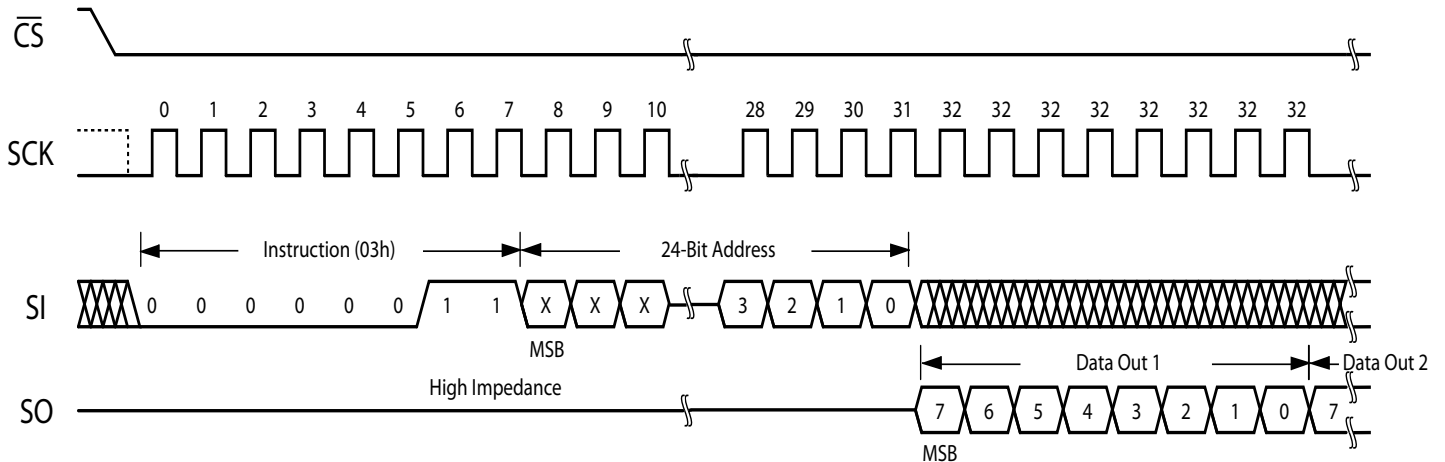 CS
0 1 2 3 4 5 6 7 8 9 10 28 29 30 31 32 32 32 32 32 32 32 32
SCK
Instruction (03h) 24-Bit Address
SI 0 0 0 0 0 0 1 1 X X X 3 2 1 0
MSB
Data Out 1 Data Out 2
High Impedance
SO 7 6 5 4 3 2 1 0 7
MSB